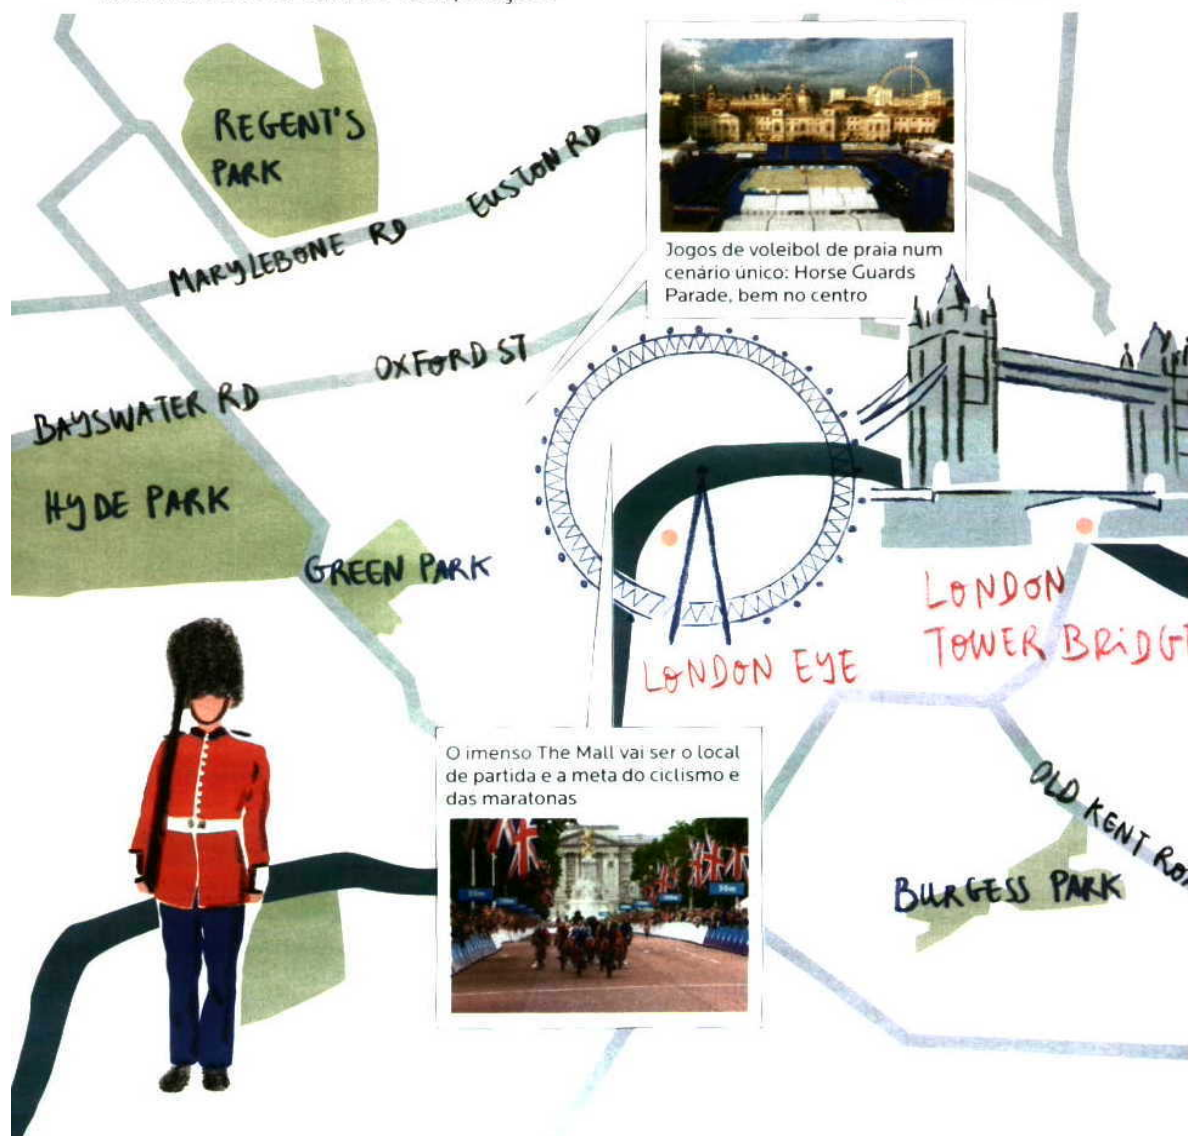 REGENT'S
PARK
EUSTON RD
MARYLEBONE RD
Jogos de voleibol de praia num
cenário único: Horse Guards
Parade, bem no centro
OXFORD ST
BAYSWATER RD
HYDE PARK
GREEN PARK
LONDON
TOWER BRIDGE
LONDON EYE
O imenso The Mall vai ser o local
de partida e a meta do ciclismo e
das maratonas
OLD KENT ROA
BURGESS PARK